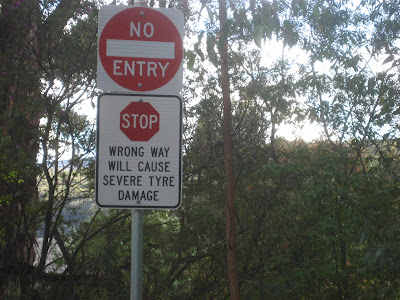 NO
ENTRY
STOP
WRONG WAY
WILL CAUSE
SEVERE TYRE
DAMAGE